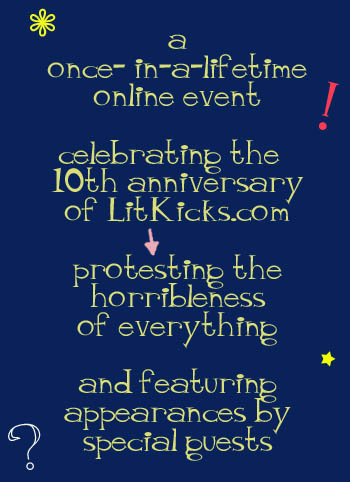 a
once- in-a-lifetime
online event
!
celebrating the
10th anniversary
of LitKicks.com
protesting the
horribleness
of everything
and featuring
appearances by
special guests
?